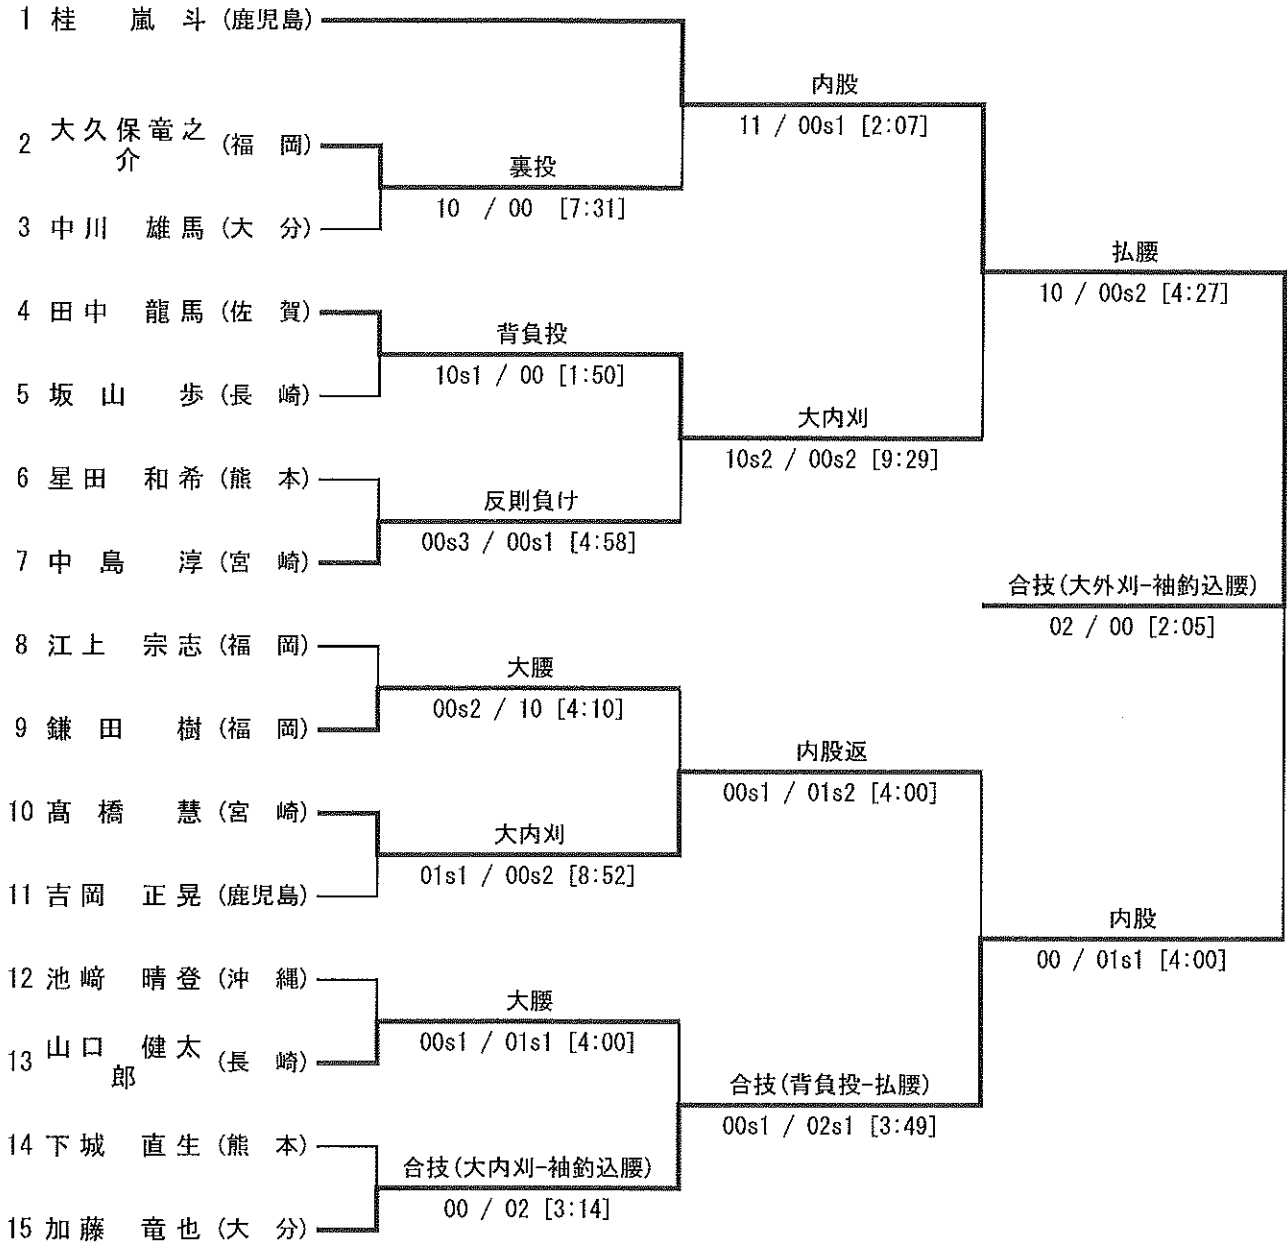 1 桂 嵐 斗 (鹿児島)
内股
11 / 00s1 [2:07]
2 大久保竜之介 (福 岡)
裏投
10 / 00 [7:31]
3 中川 雄馬 (大 分)
払腰
10 / 00s2 [4:27]
4 田中 龍馬 (佐 賀)
背負投
10s1 / 00 [1:50]
5 坂 山 歩 (長 崎)
大内刈
10s2 / 00s2 [9:29]
6 星田 和希 (熊 本)
反則負け
00s3 / 00s1 [4:58]
7 中 島 淳 (宮 崎)
合技(大外刈-袖釣込腰)
02 / 00 [2:05]
8 江上 宗志 (福 岡)
大腰
00s2 / 10 [4:10]
9 鎌 田 樹 (福 岡)
内股返
00s1 / 01s2 [4:00]
10 髙 橋 慧 (宮 崎)
大内刈
01s1 / 00s2 [8:52]
11 吉岡 正晃 (鹿児島)
内股
00 / 01s1 [4:00]
12 池﨑 晴登 (沖 縄)
大腰
00s1 / 01s1 [4:00]
13 山口 健太郎 (長 崎)
合技(背負投-払腰)
00s1 / 02s1 [3:49]
14 下城 直生 (熊 本)
合技(大内刈-袖釣込腰)
00 / 02 [3:14]
15 加藤 竜也 (大 分)